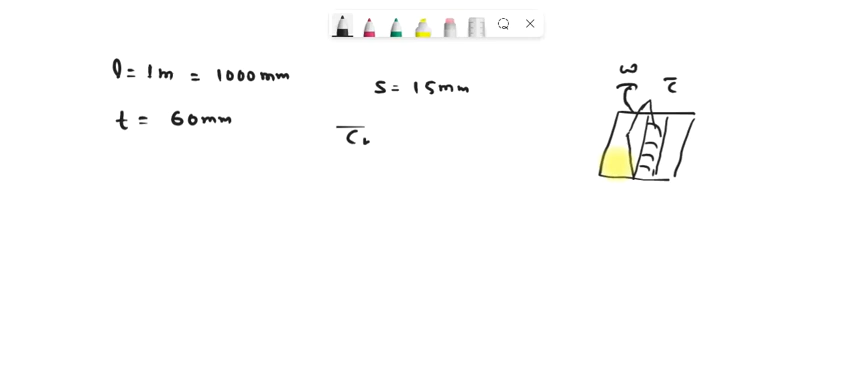 l = 1m = 1000mm
s = 15mm
t = 60mm
ω